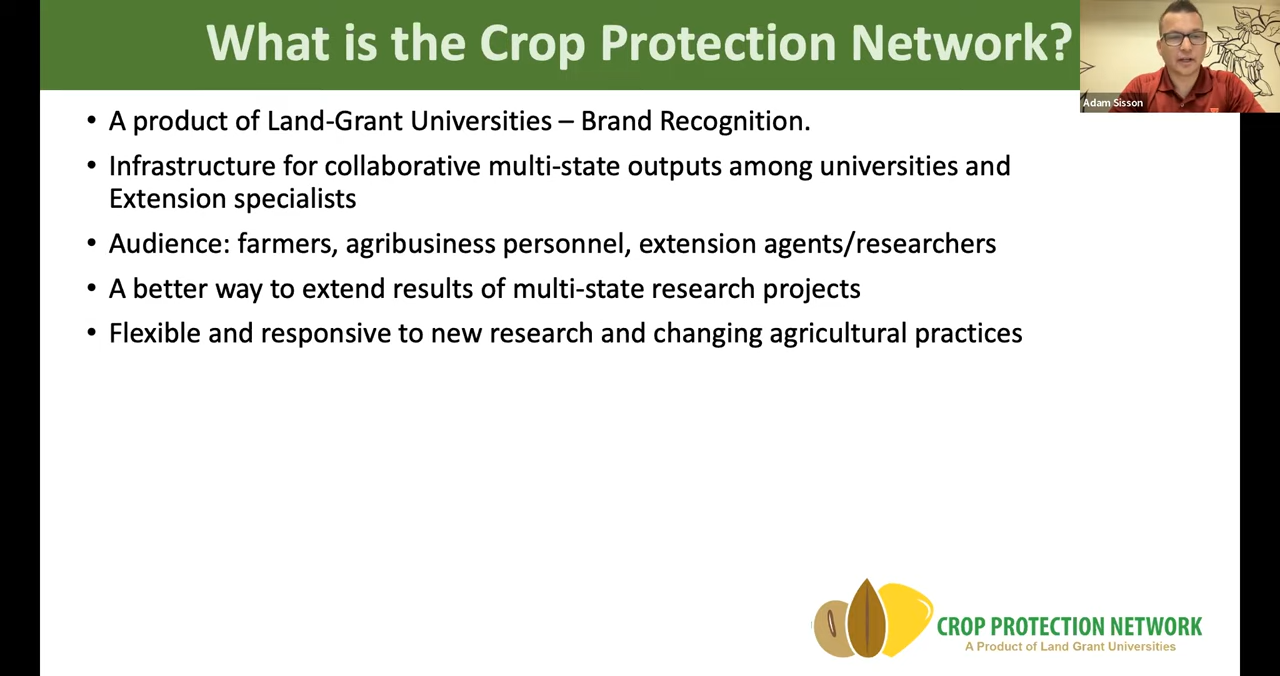 What is the Crop Protection Network?
Adam Sisson
• A product of Land-Grant Universities – Brand Recognition.
• Infrastructure for collaborative multi-state outputs among universities and
Extension specialists
• Audience: farmers, agribusiness personnel, extension agents/researchers
• A better way to extend results of multi-state research projects
• Flexible and responsive to new research and changing agricultural practices
CROP PROTECTION NETWORK
A Product of Land Grant Universities